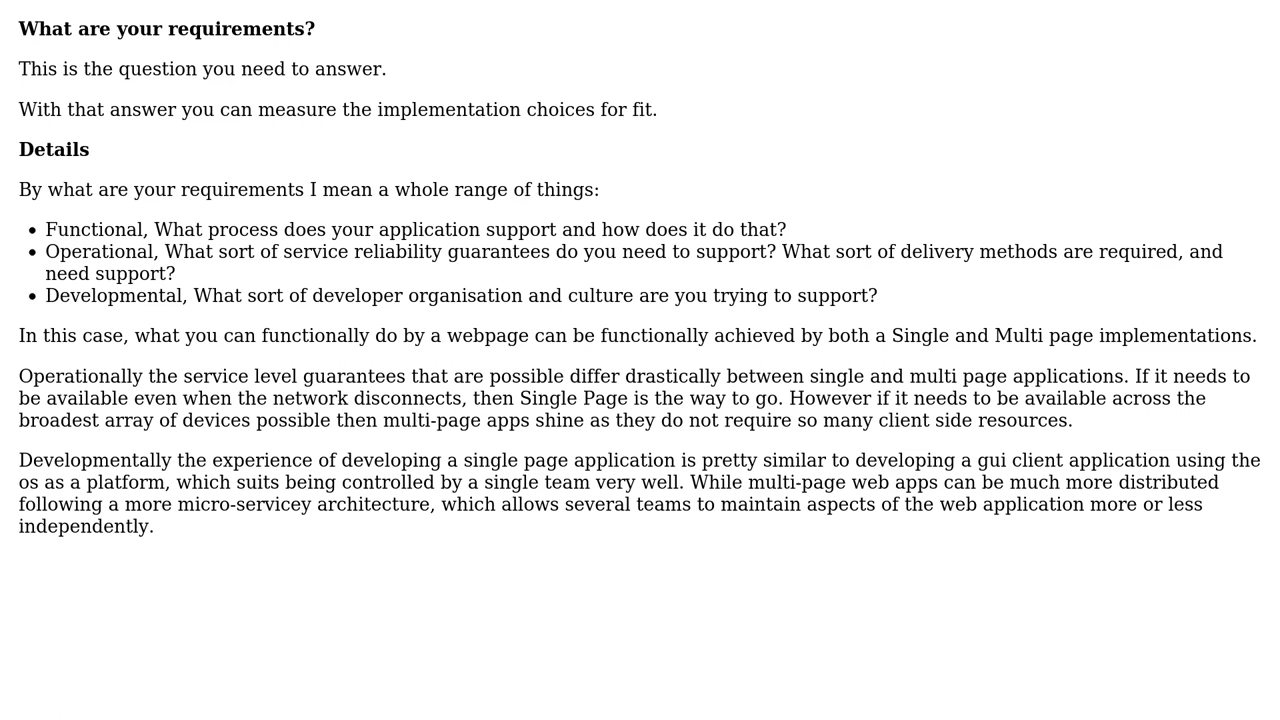 What are your requirements?
This is the question you need to answer.
With that answer you can measure the implementation choices for fit.
Details
By what are your requirements I mean a whole range of things:
• Functional, What process does your application support and how does it do that?
• Operational, What sort of service reliability guarantees do you need to support? What sort of delivery methods are required, and
need support?
• Developmental, What sort of developer organisation and culture are you trying to support?
In this case, what you can functionally do by a webpage can be functionally achieved by both a Single and Multi page implementations.
Operationally the service level guarantees that are possible differ drastically between single and multi page applications. If it needs to
be available even when the network disconnects, then Single Page is the way to go. However if it needs to be available across the
broadest array of devices possible then multi-page apps shine as they do not require so many client side resources.
Developmentally the experience of developing a single page application is pretty similar to developing a gui client application using the
os as a platform, which suits being controlled by a single team very well. While multi-page web apps can be much more distributed
following a more micro-servicey architecture, which allows several teams to maintain aspects of the web application more or less
independently.